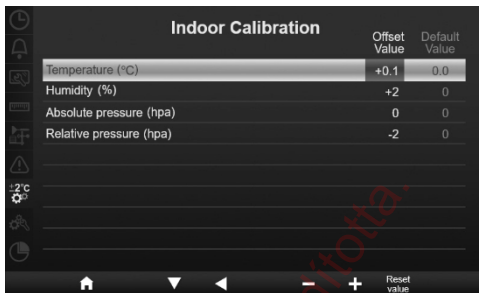 Indoor Calibration
Offset Value
Default Value
Temperature (°C) +0.1 0.0
Humidity (%) +2 0
Absolute pressure (hpa) 0 0
Relative pressure (hpa) -2 0
±2°C
Reset value